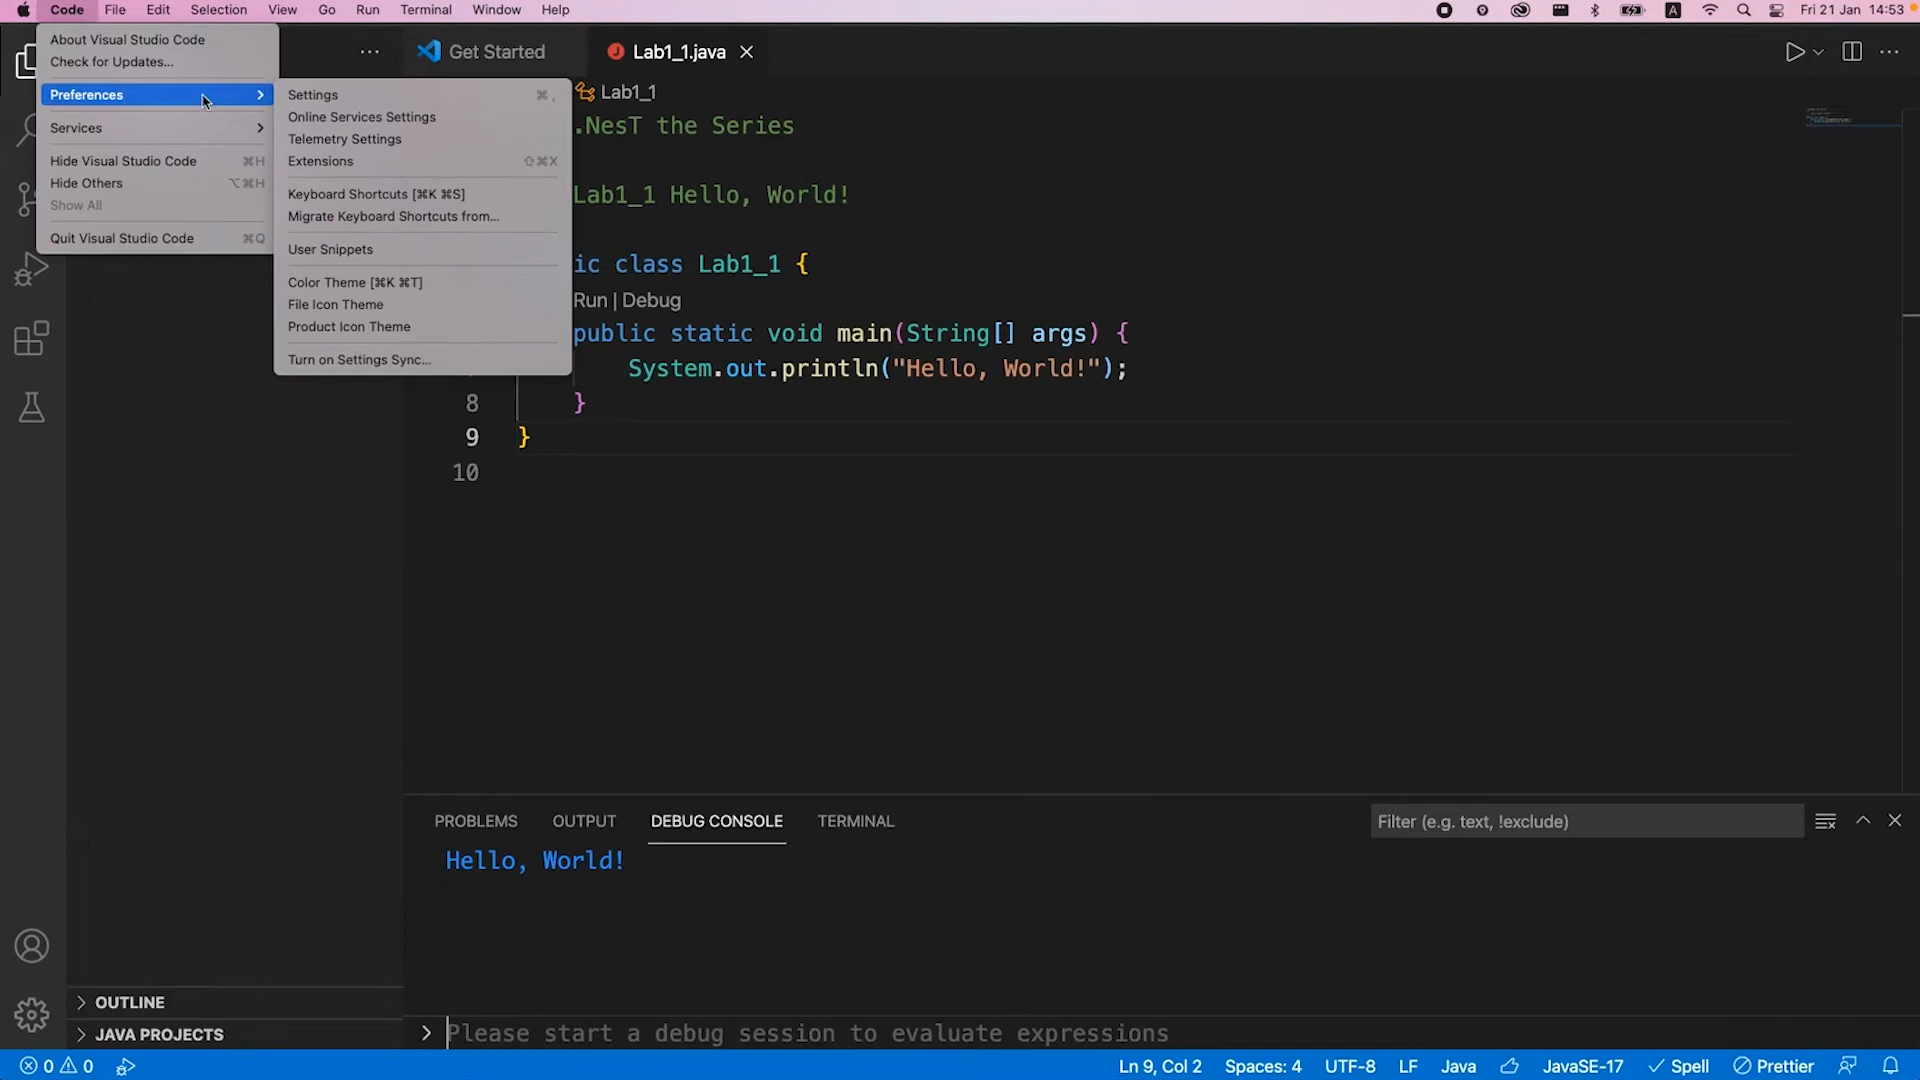 Code File Edit Selection View Go Run Terminal Window Help
A Fri 21 Jan 14:53
About Visual Studio Code
Check for Updates...
Preferences
Services
Hide Visual Studio Code ⌘H
Hide Others ⌥⌘H
Show All
Quit Visual Studio Code ⌘Q
Settings ⌘,
Online Services Settings
Telemetry Settings
Extensions ⇧⌘X
Keyboard Shortcuts [⌘K ⌘S]
Migrate Keyboard Shortcuts from...
User Snippets
Color Theme [⌘K ⌘T]
File Icon Theme
Product Icon Theme
Turn on Settings Sync...
Get Started Lab1_1.java
Lab1_1
.NesT the Series
Lab1_1 Hello, World!
ic class Lab1_1 {
Run | Debug
public static void main(String[] args) {
System.out.println("Hello, World!");
8 }
9 }
10
PROBLEMS OUTPUT DEBUG CONSOLE TERMINAL Filter (e.g. text, !exclude)
Hello, World!
Please start a debug session to evaluate expressions
OUTLINE
JAVA PROJECTS
0 0 Ln 9, Col 2 Spaces: 4 UTF-8 LF Java JavaSE-17 Spell Prettier